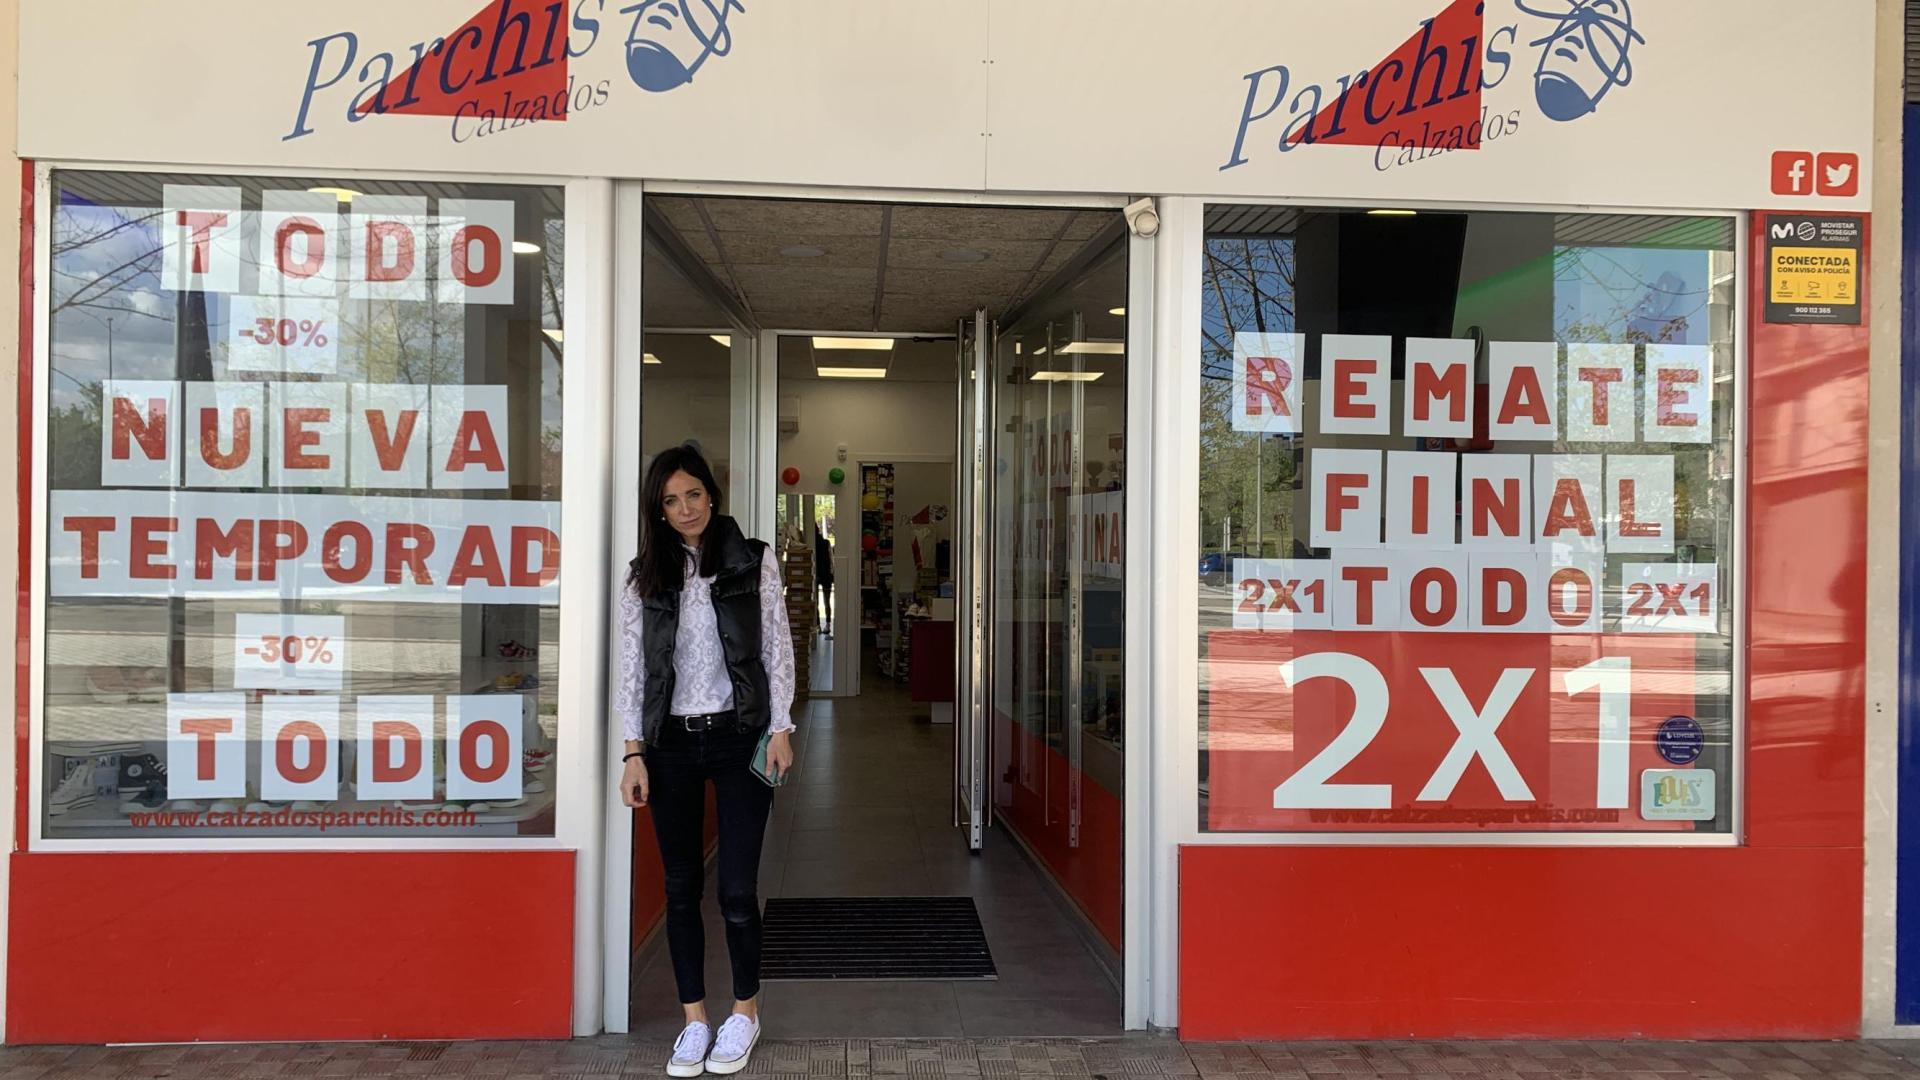 Parchis
Calzados
Parchis
Calzados
TODO
-30%
NUEVA
TEMPORAD
-30%
TODO
www.calzadosparchis.com
REMATE
FINAL
2X1 TODO 2X1
2X1
www.calzadosparchis.com
MOVISTAR
PROSEGUR
ALARMAS
CONECTADA
CON AVISO A POLICÍA
900 112 365